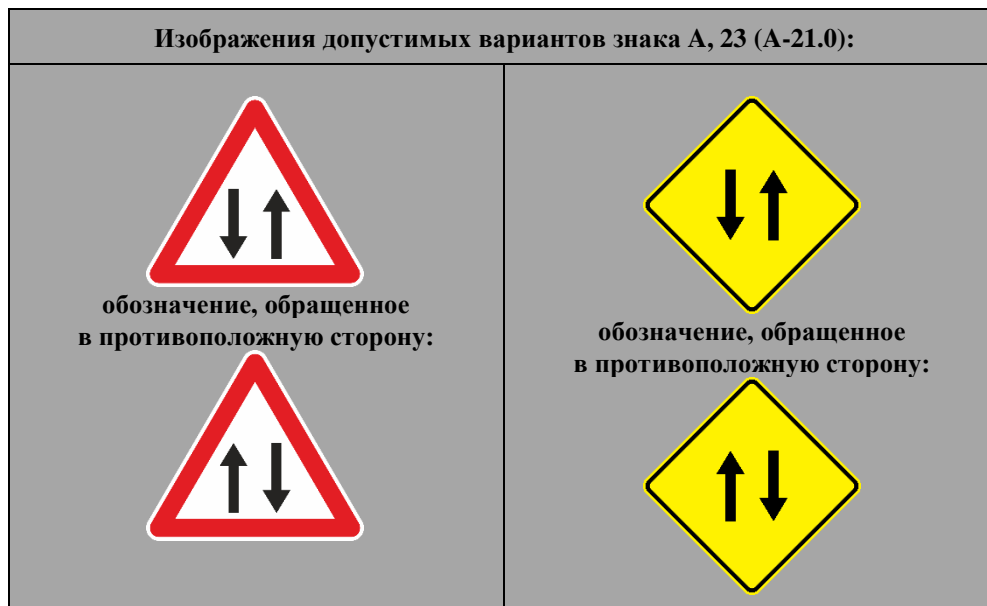 Изображения допустимых вариантов знака А, 23 (А-21.0):
обозначение, обращенное
в противоположную сторону:
обозначение, обращенное
в противоположную сторону: